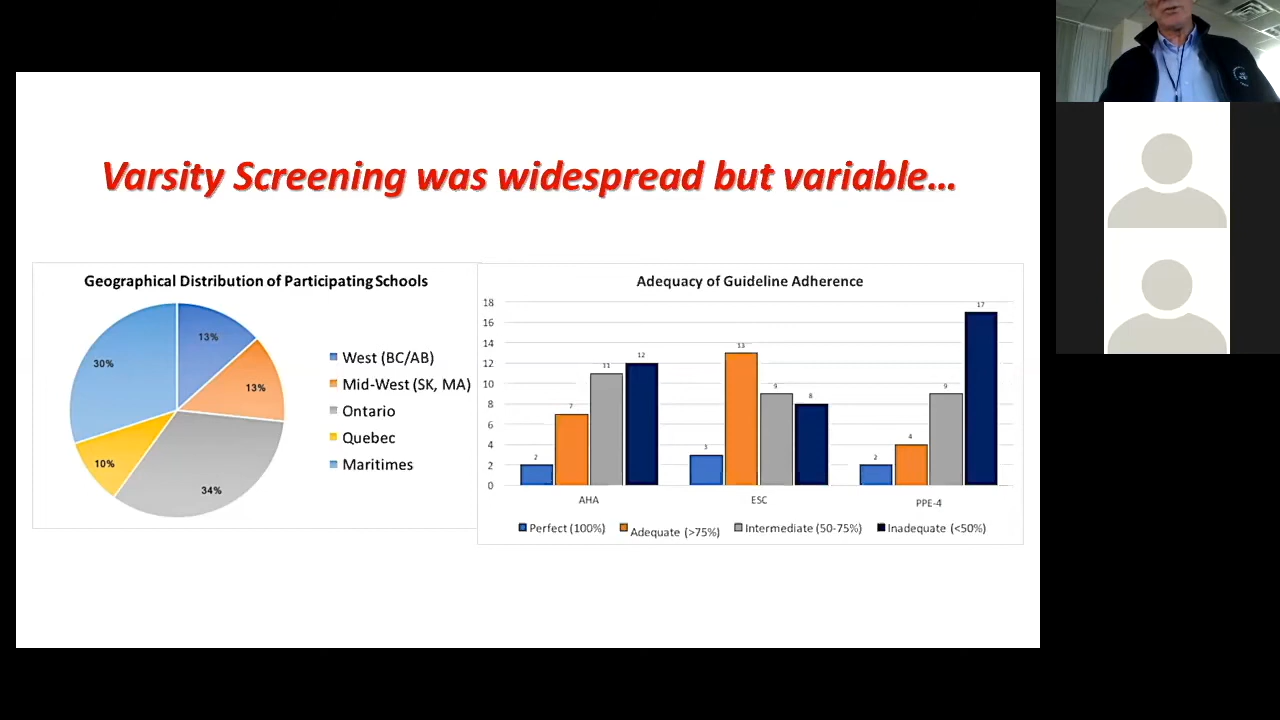 Varsity Screening was widespread but variable…
Geographical Distribution of Participating Schools
13%
13%
34%
10%
30%
West (BC/AB)
Mid-West (SK, MA)
Ontario
Quebec
Maritimes
Adequacy of Guideline Adherence
18
16
14
12
10
8
6
4
2
0
2
7
11
12
13
9
8
2
4
9
17
AHA
ESC
PPE-4
Perfect (100%)
Adequate (>75%)
Intermediate (50-75%)
Inadequate (<50%)